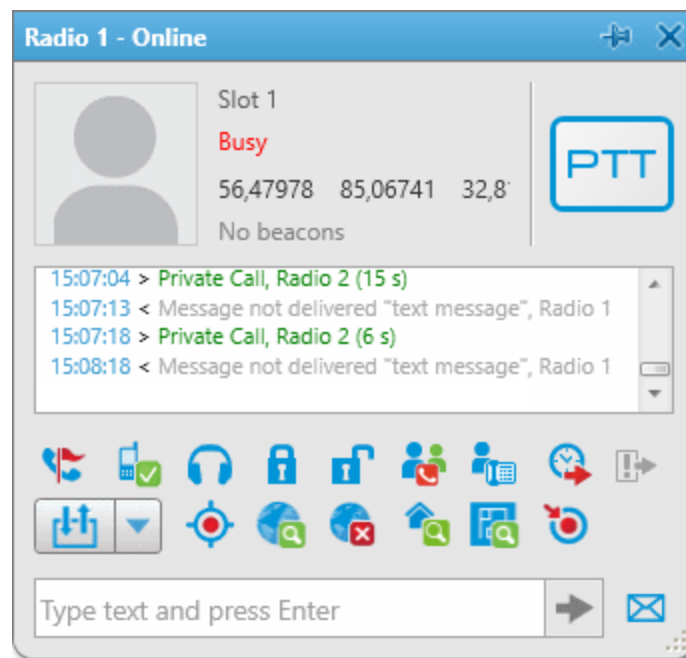 Radio 1 - Online
Slot 1
Busy
56,47978 85,06741 32,8
No beacons
PTT
15:07:04 > Private Call, Radio 2 (15 s)
15:07:13 < Message not delivered "text message", Radio 1
15:07:18 > Private Call, Radio 2 (6 s)
15:08:18 < Message not delivered "text message", Radio 1
Type text and press Enter